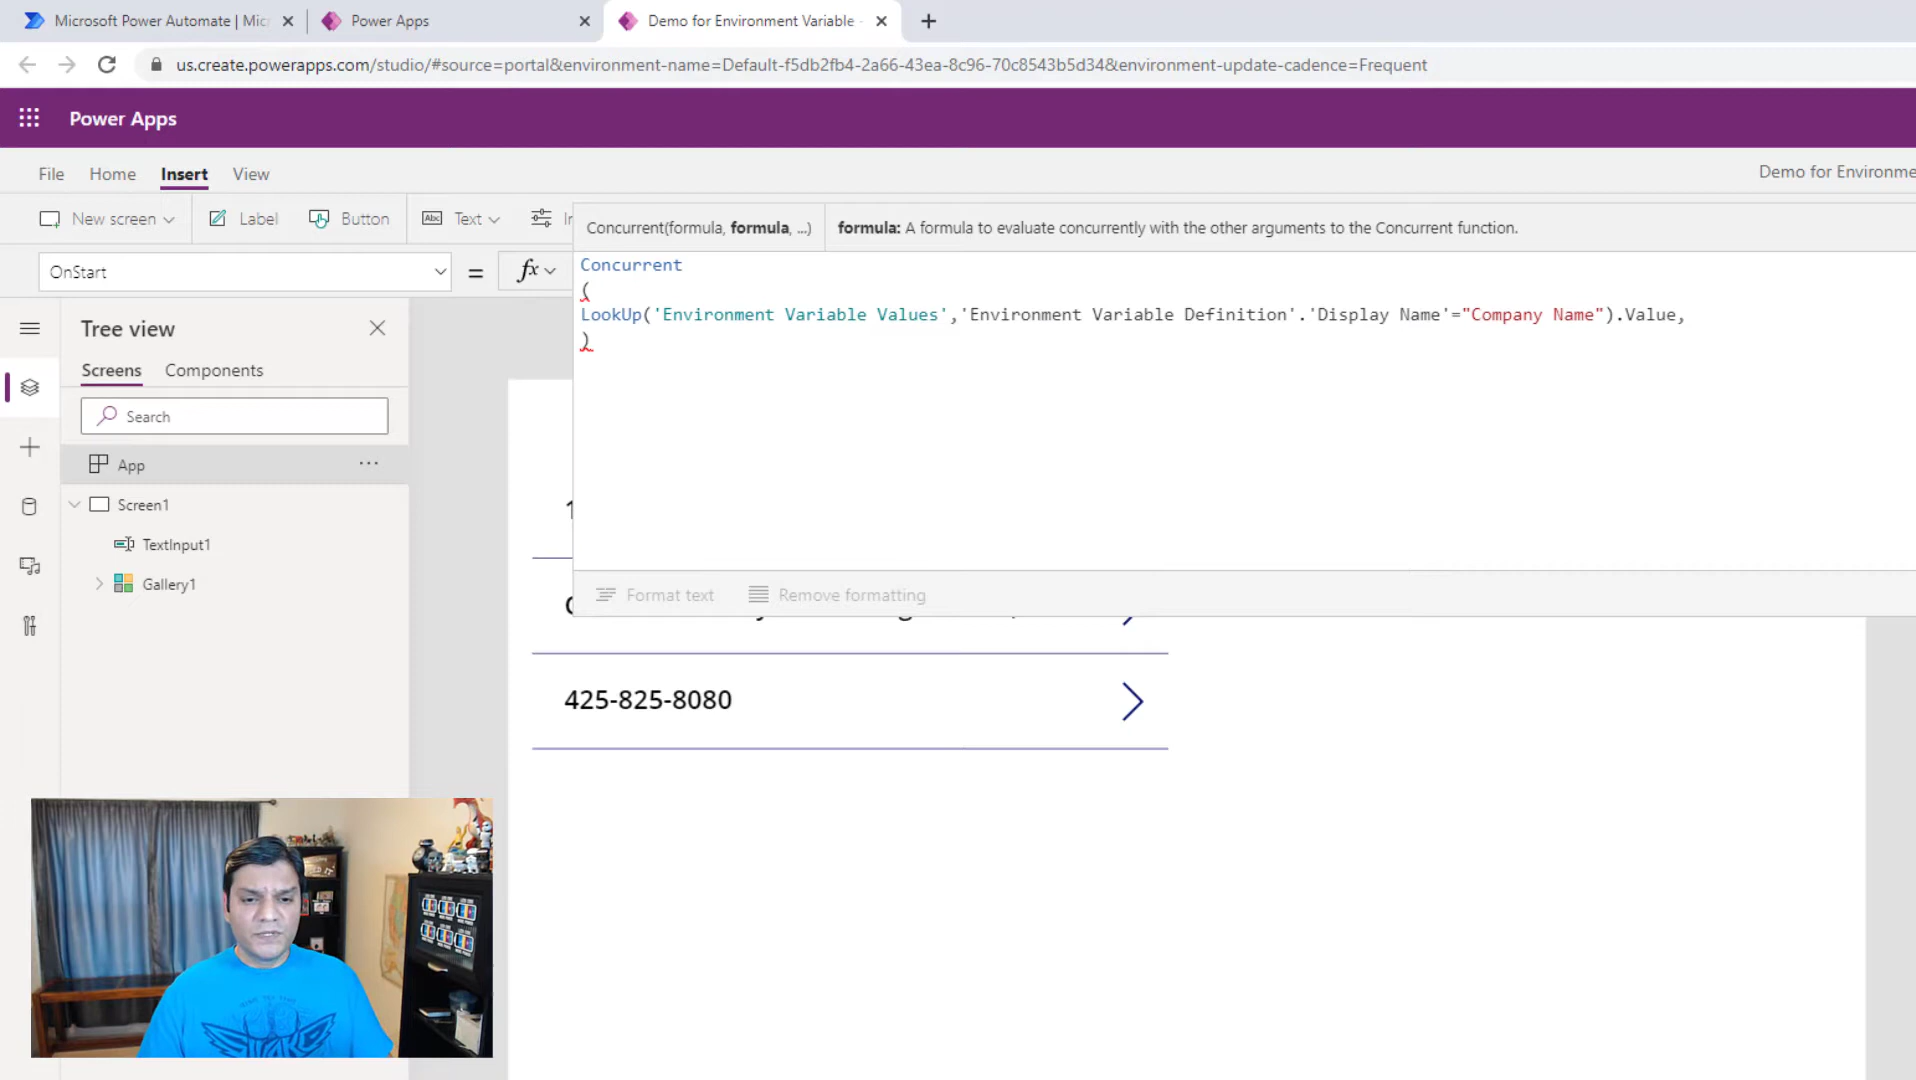 Microsoft Power Automate | Micr
Power Apps
Demo for Environment Variable -
us.create.powerapps.com/studio/#source=portal&environment-name=Default-f5db2fb4-2a66-43ea-8c96-70c8543b5d34&environment-update-cadence=Frequent
Power Apps
File Home Insert View
Demo for Environme
New screen Label Button Abc Text In
Concurrent(formula, formula, ...) formula: A formula to evaluate concurrently with the other arguments to the Concurrent function.
OnStart = fx
Concurrent
(
LookUp('Environment Variable Values','Environment Variable Definition'.'Display Name'="Company Name").Value,
)
Tree view
Screens Components
Search
App ...
Screen1
TextInput1
Gallery1
Format text Remove formatting
425-825-8080